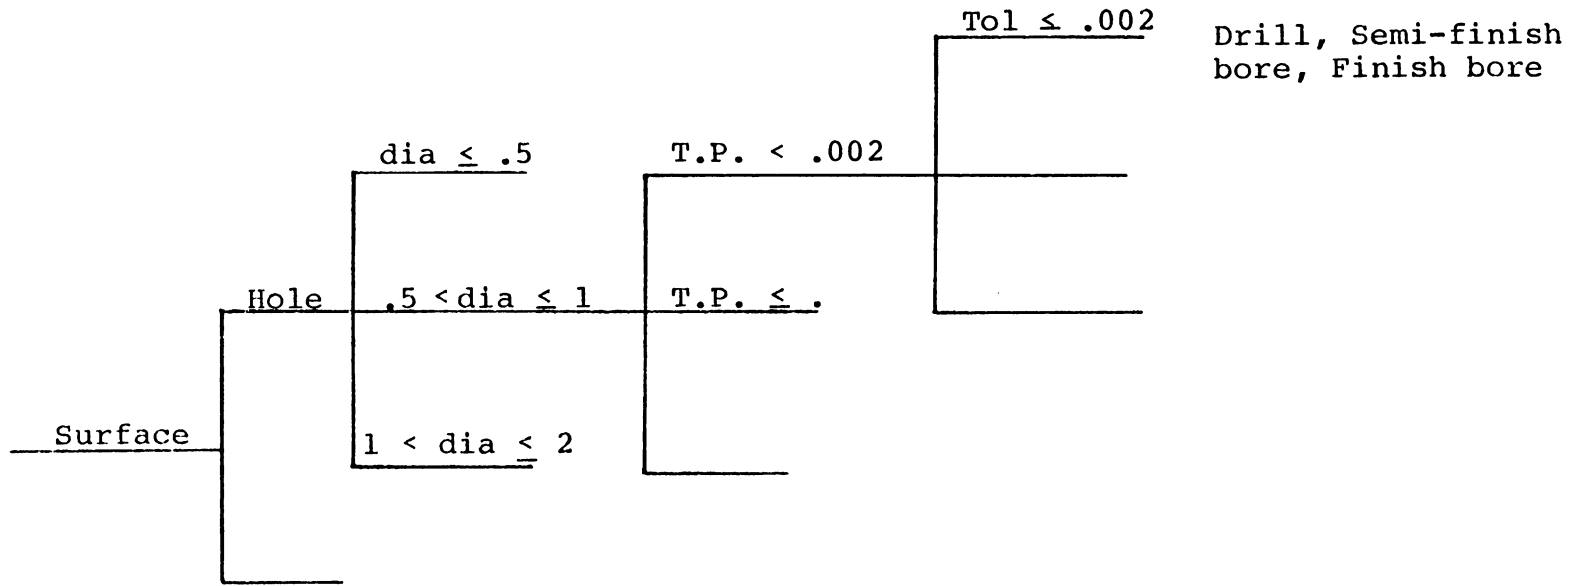 Tol ≤ .002
Drill, Semi-finish
bore, Finish bore
dia ≤ .5
T.P. < .002
Hole
.5 < dia ≤ 1
T.P. ≤ .
Surface
1 < dia ≤ 2